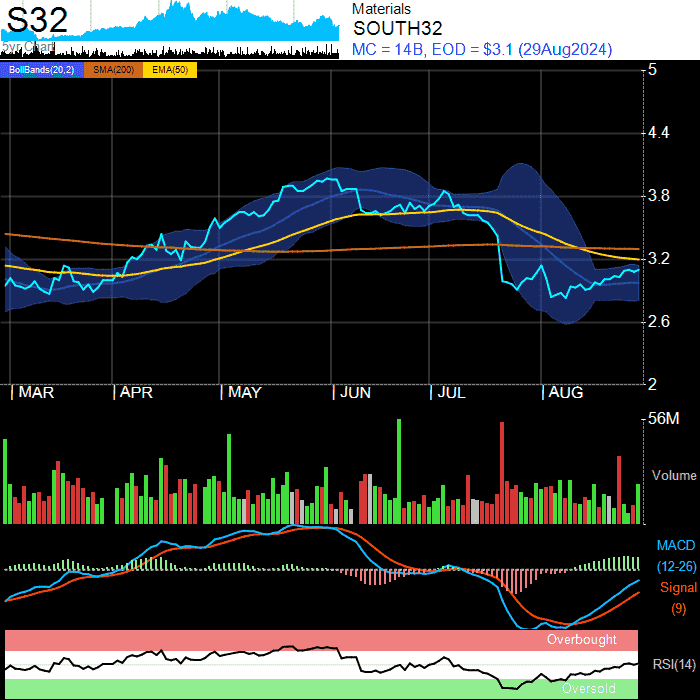 S32
5yr Chart
Materials
SOUTH32
MC = 14B, EOD = $3.1 (29Aug2024)
BollBands(20,2) SMA(200) EMA(50)
5
4.4
3.8
3.2
2.6
2
MAR APR MAY JUN JUL AUG
56M
Volume
MACD
(12-26)
Signal
(9)
Overbought
RSI(14)
Oversold